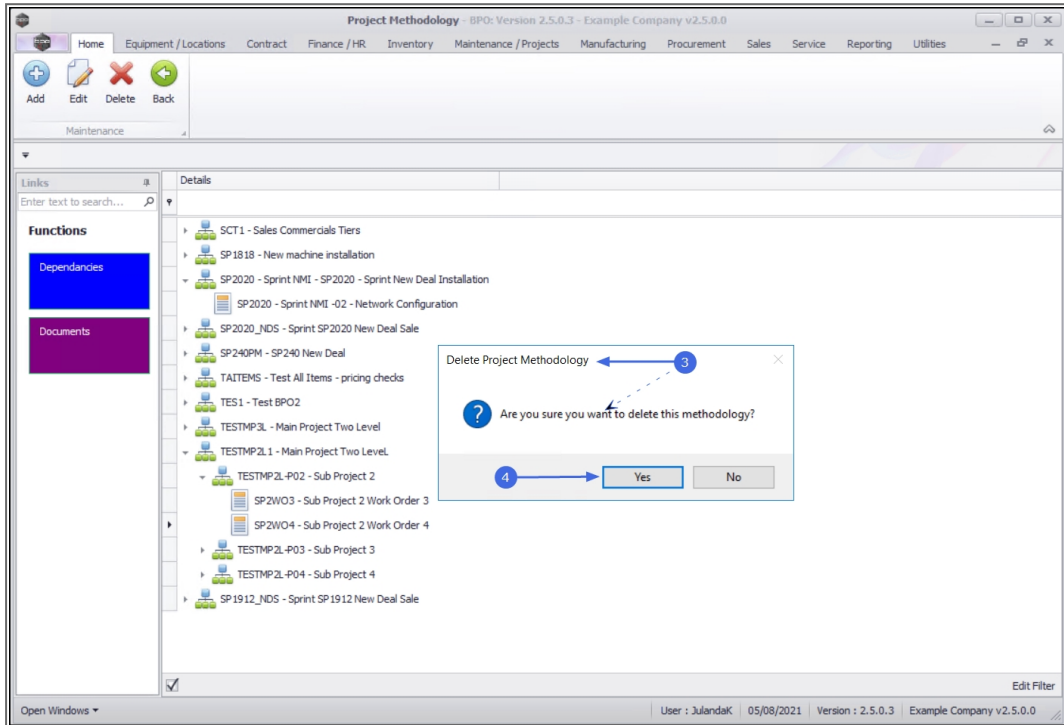 Project Methodology - BPO: Version 2.5.0.3 - Example Company v2.5.0.0
Home Equipment / Locations Contract Finance / HR Inventory Maintenance / Projects Manufacturing Procurement Sales Service Reporting Utilities
Add Edit Delete Back
Maintenance
Links
Enter text to search...
Functions
Dependancies
Documents
Details
SCT1 - Sales Commercials Tiers
SP1818 - New machine installation
SP2020 - Sprint NMI - SP2020 - Sprint New Deal Installation
SP2020 - Sprint NMI -02 - Network Configuration
SP2020_NDS - Sprint SP2020 New Deal Sale
SP240PM - SP240 New Deal
TAITEMS - Test All Items - pricing checks
TES1 - Test BPO2
TESTMP3L - Main Project Two Level
TESTMP2L1 - Main Project Two LeveL
TESTMP2L-P02 - Sub Project 2
SP2WO3 - Sub Project 2 Work Order 3
SP2WO4 - Sub Project 2 Work Order 4
TESTMP2L-P03 - Sub Project 3
TESTMP2L-P04 - Sub Project 4
SP1912_NDS - Sprint SP1912 New Deal Sale
Delete Project Methodology 3
? Are you sure you want to delete this methodology?
4 Yes No
Edit Filter
Open Windows User : JulandaK 05/08/2021 Version : 2.5.0.3 Example Company v2.5.0.0